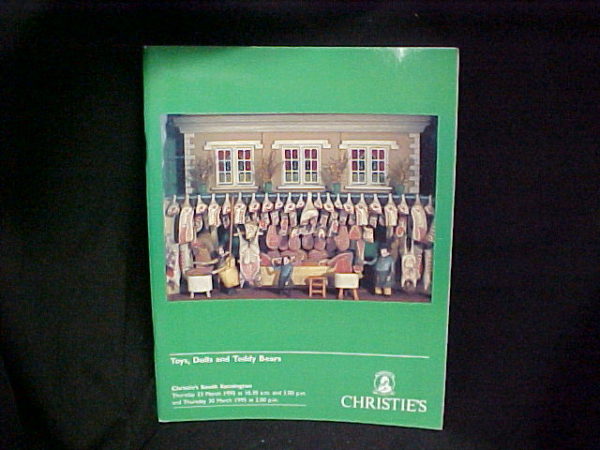 Toys, Dolls and Teddy Bears
Christie's South Kensington
Thursday 23 March 1995 at 10.30 a.m. and 2.00 p.m.
and Thursday 30 March 1995 at 2.00 p.m.
CHRISTIE'S